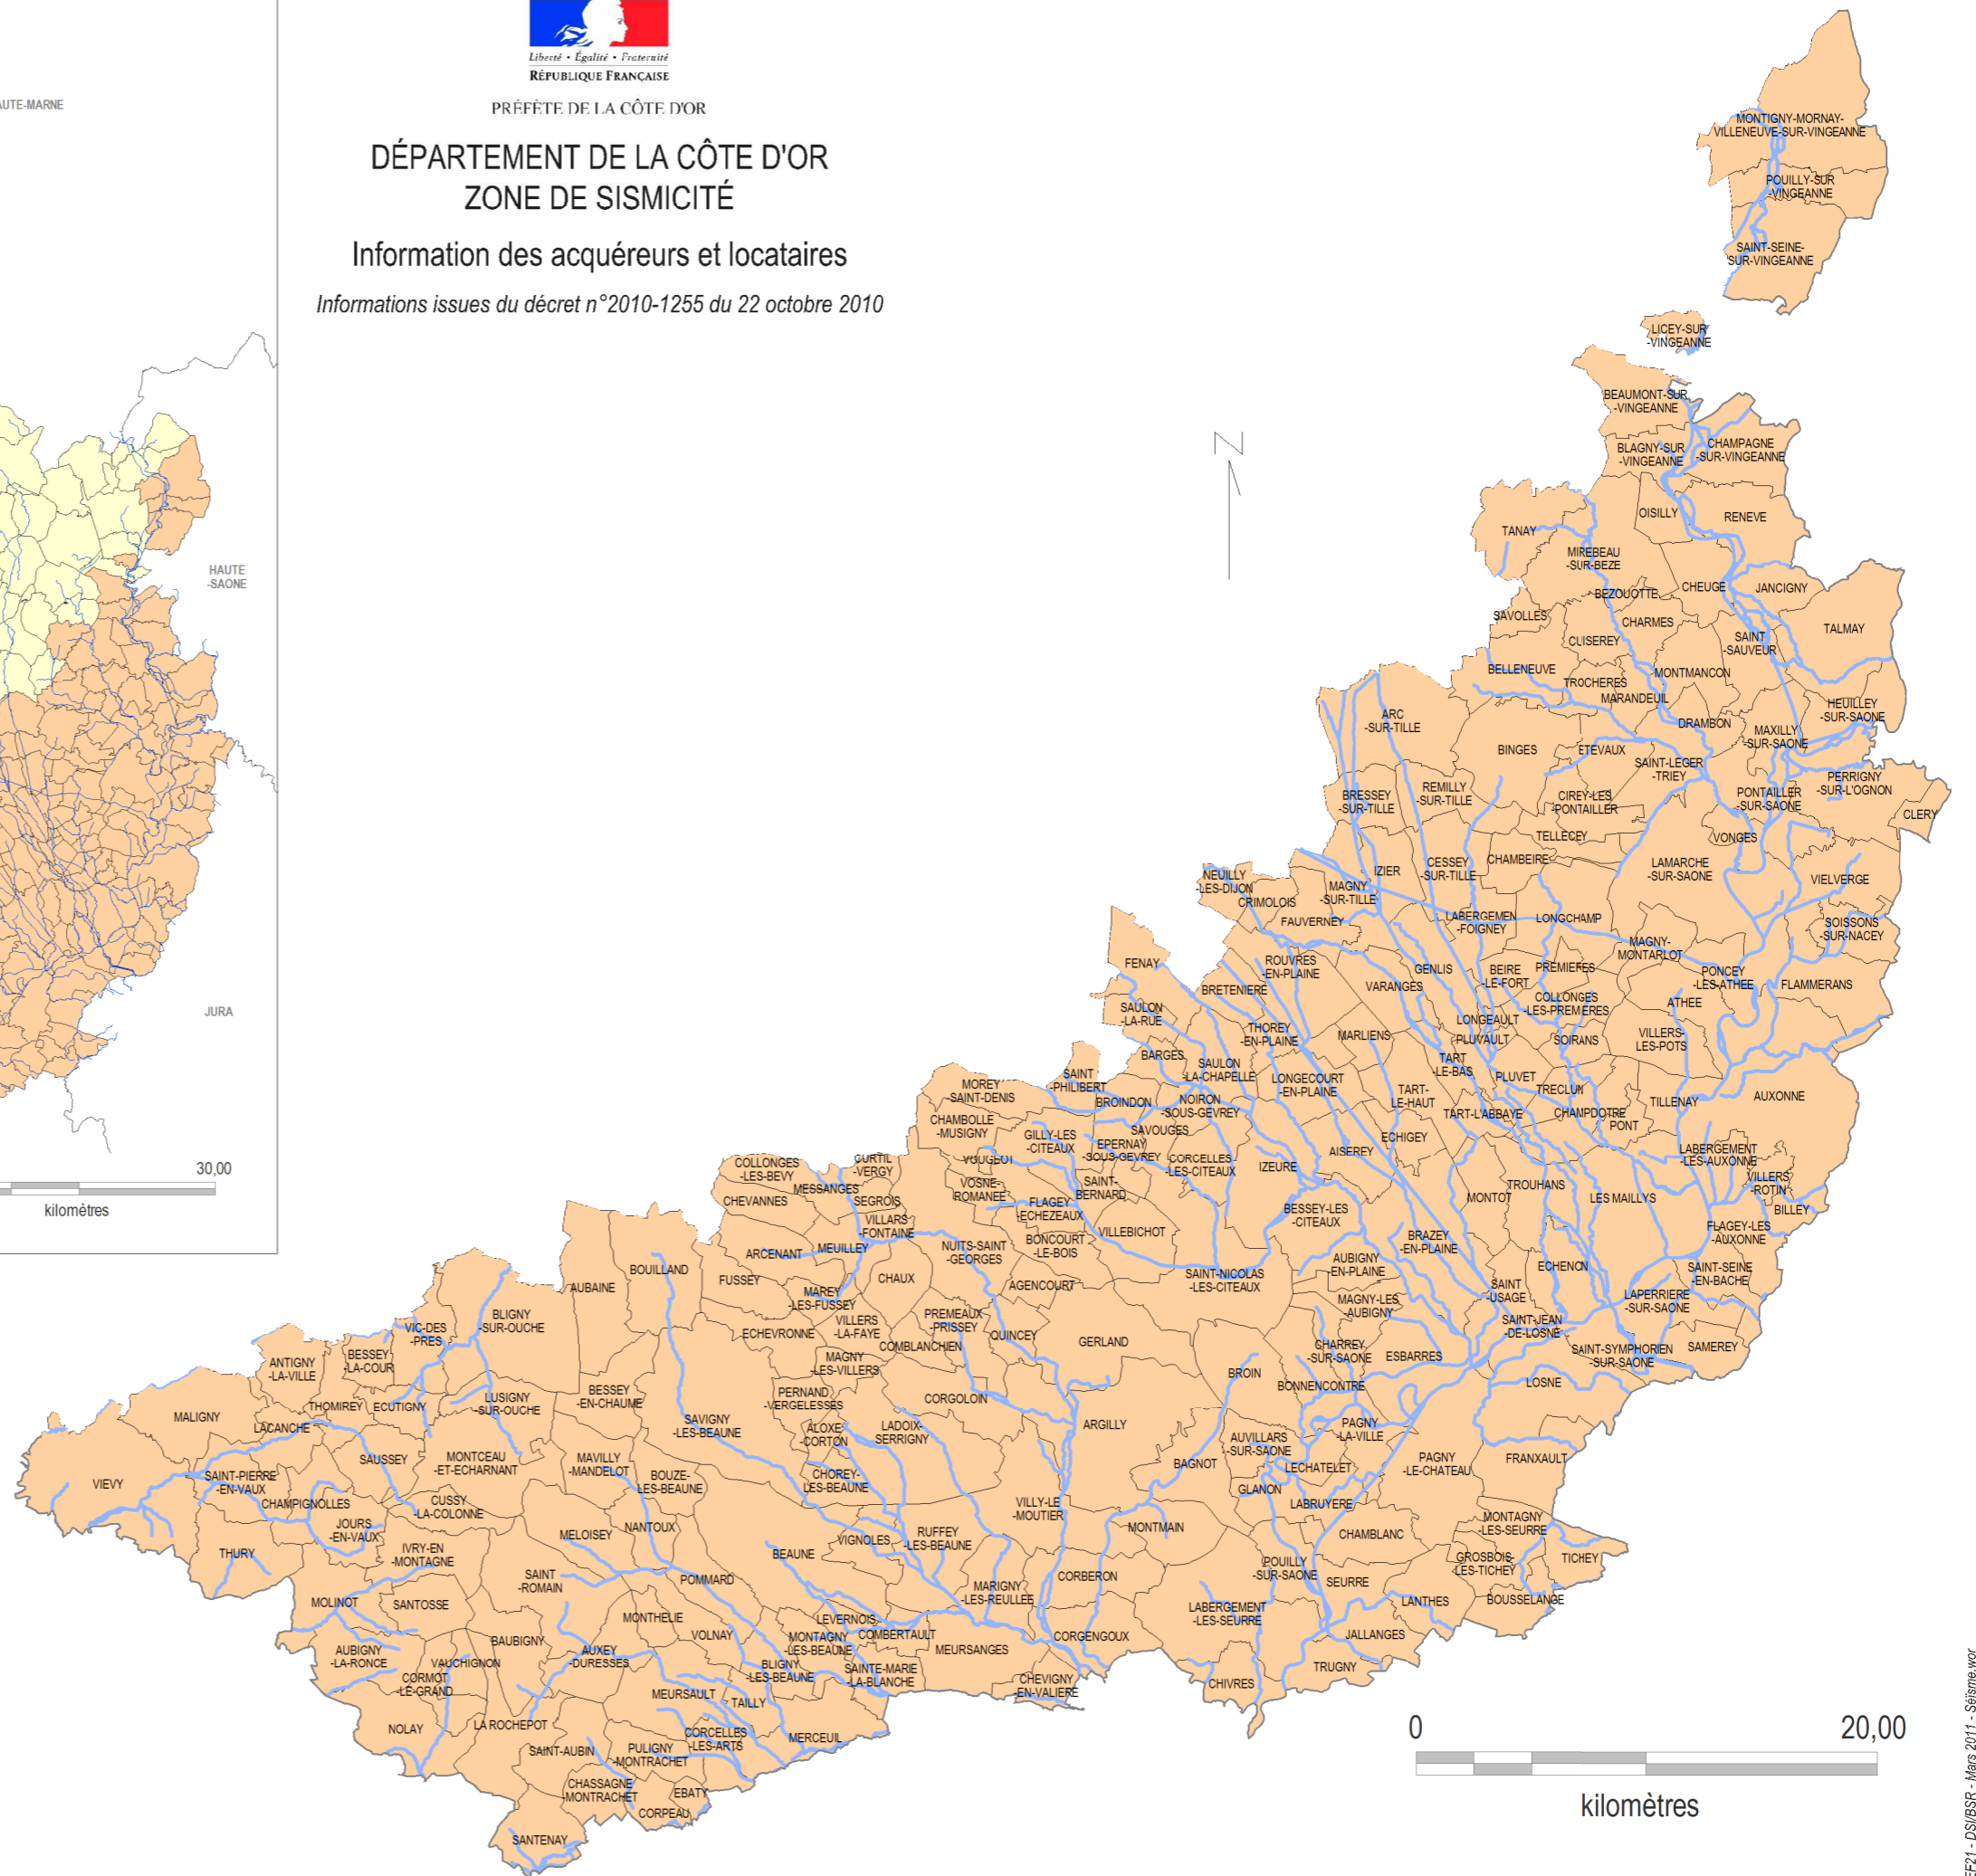 Liberté • Égalité • Fraternité
RÉPUBLIQUE FRANÇAISE
PRÉFÈTE DE LA CÔTE D'OR
DÉPARTEMENT DE LA CÔTE D'OR
ZONE DE SISMICITÉ
Information des acquéreurs et locataires
Informations issues du décret n°2010-1255 du 22 octobre 2010
HAUTE
-SAONE
JURA
30,00
kilomètres
N
MONTIGNY-MORNAY-
VILLENEUVE-SUR-VINGEANNE
POUILLY-SUR
-VINGEANNE
SAINT-SEINE-
SUR-VINGEANNE
LICEY-SUR
-VINGEANNE
BEAUMONT-SUR
-VINGEANNE
BLAGNY-SUR
-VINGEANNE
CHAMPAGNE
-SUR-VINGEANNE
OISILLY
RENEVE
TANAY
MIREBEAU
-SUR-BEZE
BEZOUOTTE
CHEUGE
JANCIGNY
SAVOLLES
CHARMES
TALMAY
CUISEREY
SAINT
-SAUVEUR
BELLENEUVE
TROCHERES
MONTMANCON
MARANDEUIL
HEUILLEY
-SUR-SAONE
ARC
-SUR-TILLE
DRAMBON
MAXILLY
-SUR-SAONE
BINGES
ETEVAUX
SAINT-LEGER
-TRIEY
PERRIGNY
-SUR-L'OGNON
BRESSEY
-SUR-TILLE
REMILLY
-SUR-TILLE
CIREY-LES
-PONTAILLER
PONTAILLER
-SUR-SAONE
CLERY
TELLECEY
VONGES
IZIER
CESSEY
-SUR-TILLE
CHAMBEIRE
LAMARCHE
-SUR-SAONE
VIELVERGE
NEUILLY
-LES-DIJON
CRIMOLOIS
MAGNY
-SUR-TILLE
FAUVERNEY
LABERGEMEN
-FOIGNEY
LONGCHAMP
SOISSONS
-SUR-NACEY
MAGNY-
MONTARLOT
FENAY
ROUVRES
-EN-PLAINE
GENLIS
BEIRE
-LE-FORT
PREMIERES
PONCEY
-LES-ATHEE
FLAMMERANS
BRETENIERE
VARANGES
COLLONGES
-LES-PREMIERES
ATHEE
SAULON
-LA-RUE
THOREY
-EN-PLAINE
MARLIENS
LONGEAULT
PLUVAULT
SOIRANS
VILLERS-
LES-POTS
BARGES
SAULON
-LA-CHAPELLE
LONGECOURT
-EN-PLAINE
TART
-LE-BAS
PLUVET
TRECLUN
MOREY
-SAINT-DENIS
SAINT
-PHILIBERT
BROINDON
NOIRON
-SOUS-GEVREY
TART-
LE-HAUT
TART-L'ABBAYE
CHAMPDOTRE
PONT
TILLENAY
AUXONNE
CHAMBOLLE
-MUSIGNY
GILLY-LES
-CITEAUX
SAVOUGES
EPERNAY
-SOUS-GEVREY
CORCELLES
-LES-CITEAUX
IZEURE
AISEREY
ECHIGEY
LABERGEMENT
-LES-AUXONNE
COLLONGES
-LES-BEVY
CURTIL
-VERGY
VOUGEOT
MESSANGES
CHEVANNES
SEGROIS
VOSNE-
ROMANEE
FLAGEY
-ECHEZEAUX
SAINT-
BERNARD
MONTOT
TROUHANS
LES MAILLYS
VILLERS
-ROTIN
BILLEY
VILLARS
-FONTAINE
VILLEBICHOT
BESSEY-LES
-CITEAUX
FLAGEY-LES
-AUXONNE
ARCENANT
MEUILLEY
NUITS-SAINT
-GEORGES
BONCOURT
-LE-BOIS
BRAZEY
-EN-PLAINE
AUBAINE
BOUILLAND
FUSSEY
CHAUX
AGENCOURT
SAINT-NICOLAS
-LES-CITEAUX
AUBIGNY
-EN-PLAINE
SAINT
-USAGE
ECHENON
SAINT-SEINE
-EN-BACHE
MAREY
-LES-FUSSEY
MAGNY-LES
-AUBIGNY
LAPERRIERE
-SUR-SAONE
BLIGNY
-SUR-OUCHE
VIC-DES
-PRES
ECHEVRONNE
VILLERS
-LA-FAYE
PREMEAUX
-PRISSEY
COMBLANCHIEN
QUINCEY
GERLAND
CHARREY
-SUR-SAONE
ESBARRES
SAINT-JEAN
-DE-LOSNE
SAINT-SYMPHORIEN
-SUR-SAONE
SAMEREY
ANTIGNY
-LA-VILLE
BESSEY
-LA-COUR
MAGNY
-LES-VILLERS
BROIN
BONNENCONTRE
LOSNE
MALIGNY
LACANCHE
THOMIREY
ECUTIGNY
LUSIGNY
-SUR-OUCHE
BESSEY
-EN-CHAUME
SAVIGNY
-LES-BEAUNE
PERNAND
-VERGELESSES
ALOXE-
CORTON
LADOIX-
SERRIGNY
CORGOLOIN
ARGILLY
AUVILLARS
-SUR-SAONE
PAGNY
-LA-VILLE
VIEVY
SAINT-PIERRE
-EN-VAUX
SAUSSEY
MONTCEAU
-ET-ECHARNANT
MAVILLY
-MANDELOT
BOUZE-
LES-BEAUNE
CHOREY-
LES-BEAUNE
BAGNOT
LECHATELET
PAGNY
-LE-CHATEAU
FRANXAULT
CHAMPIGNOLLES
CUSSY
-LA-COLONNE
GLANON
LABRUYERE
THURY
JOURS
-EN-VAUX
IVRY-EN
-MONTAGNE
MELOISEY
NANTOUX
BEAUNE
VIGNOLES
RUFFEY
-LES-BEAUNE
VILLY-LE
-MOUTIER
MONTMAIN
CHAMBLANC
MONTAGNY
-LES-SEURRE
SAINT
-ROMAIN
POMMARD
MARIGNY
-LES-REULLEE
CORBERON
POUILLY
-SUR-SAONE
SEURRE
GROSBOIS-
LES-TICHEY
TICHEY
MOLINOT
SANTOSSE
MONTHELIE
VOLNAY
LEVERNOIS
LABERGEMENT
-LES-SEURRE
LANTHES
BOUSSELANGE
AUBIGNY
-LA-RONCE
VAUCHIGNON
BAUBIGNY
AUXEY
-DURESSES
MONTAGNY
-LES-BEAUNE
COMBERTAULT
MEURSANGES
CORGENGOUX
JALLANGES
CORMOT
-LE-GRAND
BLIGNY
-LES-BEAUNE
SAINTE-MARIE
-LA-BLANCHE
CHEVIGNY
-EN-VALIERE
CHIVRES
TRUGNY
NOLAY
LA ROCHEPOT
MEURSAULT
TAILLY
SAINT-AUBIN
PULIGNY
-MONTRACHET
CORCELLES
-LES-ARTS
MERCEUIL
CHASSAGNE
-MONTRACHET
EBATY
CORPEAU
SANTENAY
0 20,00
kilomètres
- DSI/BSR - Mars 2011 - Séisme.wor